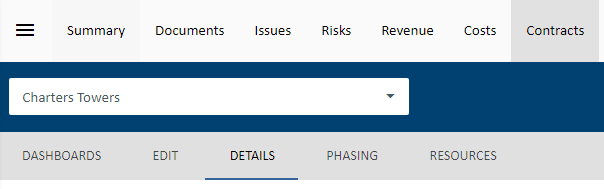 Summary Documents Issues Risks Revenue Costs Contracts
Charters Towers
DASHBOARDS EDIT DETAILS PHASING RESOURCES